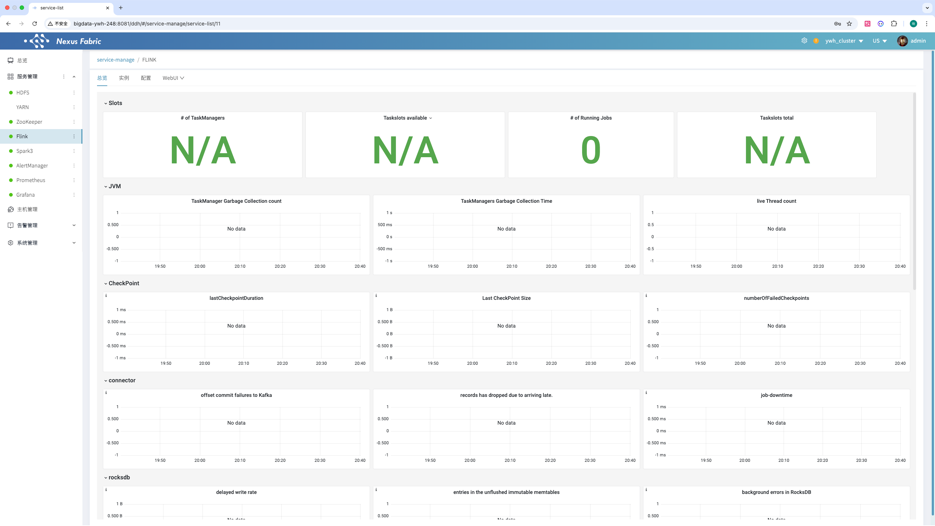 service-list
不安全
bigdata-ywh-248:8081/ddh/#/service-manage/service-list/11
Nexus Fabric
ywh_cluster
US
admin
总览
服务管理
HDFS
YARN
ZooKeeper
Flink
Spark3
AlertManager
Prometheus
Grafana
主机管理
告警管理
系统管理
service-manage / FLINK
总览 实例 配置 WebUI
Slots
# of TaskManagers
N/A
Taskslots available ~
N/A
# of Running Jobs
0
Taskslots total
N/A
JVM
TaskManager Garbage Collection count
1
0.500
0
-0.500
-1
No data
19:50 20:00 20:10 20:20 20:30 20:40
TaskManagers Garbage Collection Time
1 s
500 ms
0 s
-500 ms
-1 s
No data
19:50 20:00 20:10 20:20 20:30 20:40
live Thread count
1
0.5
0
-0.5
-1
No data
19:50 20:00 20:10 20:20 20:30 20:40
CheckPoint
lastCheckpointDuration
1 ms
0.500 ms
0 ms
-0.500 ms
-1 ms
No data
19:50 20:00 20:10 20:20 20:30 20:40
Last CheckPoint Size
1 B
0.500 B
0 B
-0.500 B
-1 B
No data
19:50 20:00 20:10 20:20 20:30 20:40
numberOfFailedCheckpoints
1
0.500
0
-0.500
-1
No data
19:50 20:00 20:10 20:20 20:30 20:40
connector
offset commit failures to Kafka
1
0.500
0
-0.500
-1
No data
19:50 20:00 20:10 20:20 20:30 20:40
records has dropped due to arriving late.
1
0.500
0
-0.500
-1
No data
19:50 20:00 20:10 20:20 20:30 20:40
job-downtime
1 ms
0.500 ms
0 ms
-0.500 ms
-1 ms
No data
19:50 20:00 20:10 20:20 20:30 20:40
rocksdb
delayed write rate
1 B
0.500 B
No data
entries in the unflushed immutable memtables
1
0.500
No data
background errors in RocksDB
1
0.500
No data